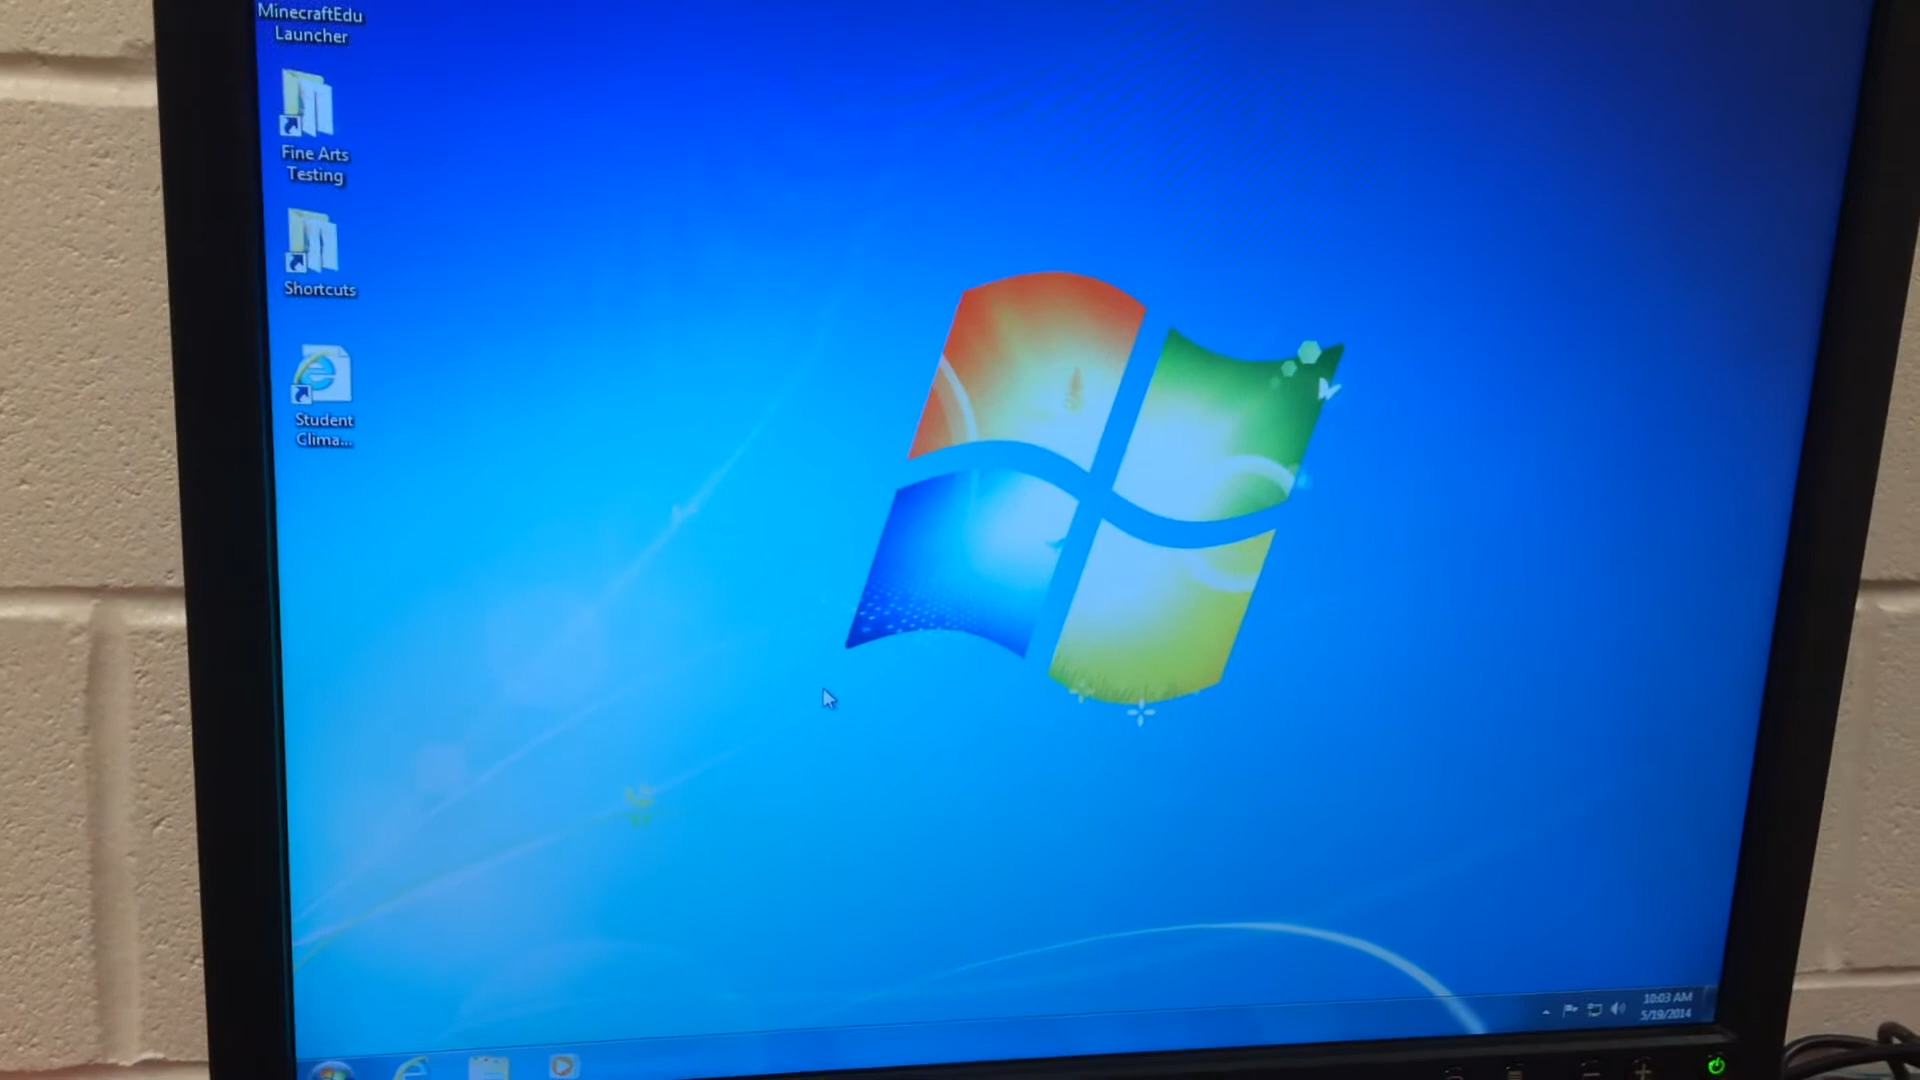 MinecraftEdu
Launcher
Fine Arts
Testing
Shortcuts
Student
Clima...
10:03 AM
5/19/2014